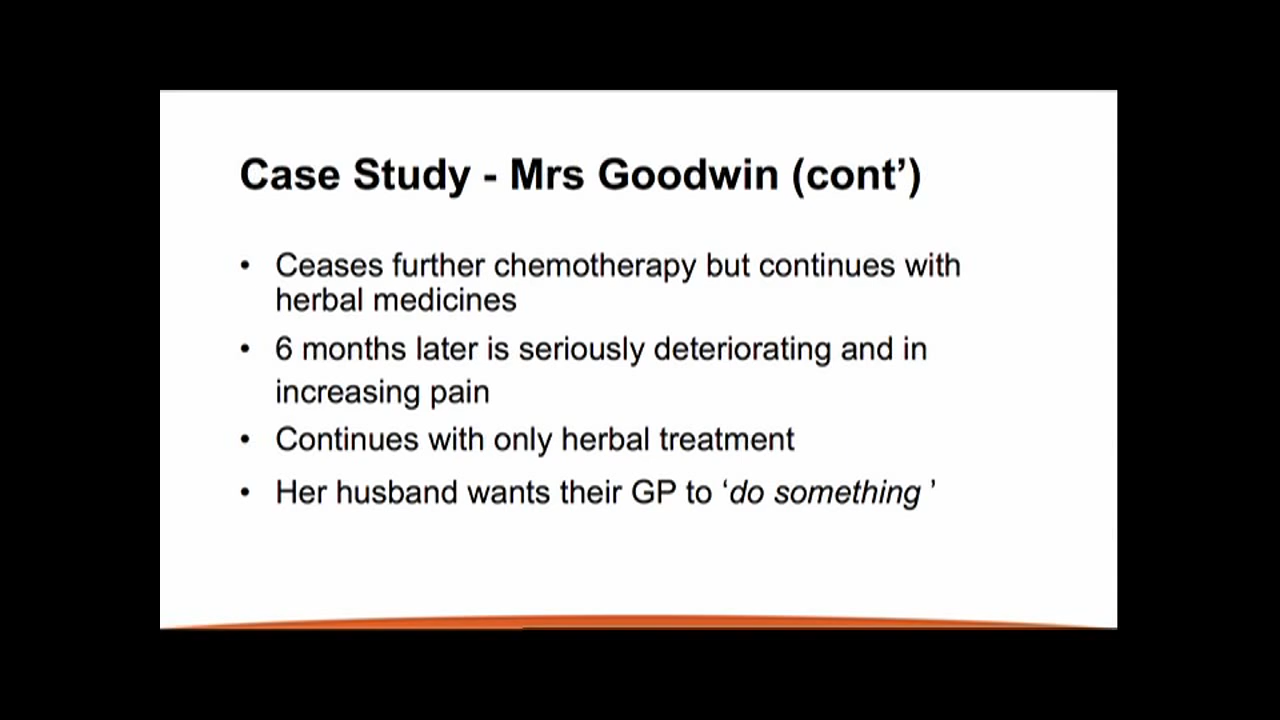 Case Study - Mrs Goodwin (cont’)
• Ceases further chemotherapy but continues with
herbal medicines
• 6 months later is seriously deteriorating and in
increasing pain
• Continues with only herbal treatment
• Her husband wants their GP to ‘do something ’